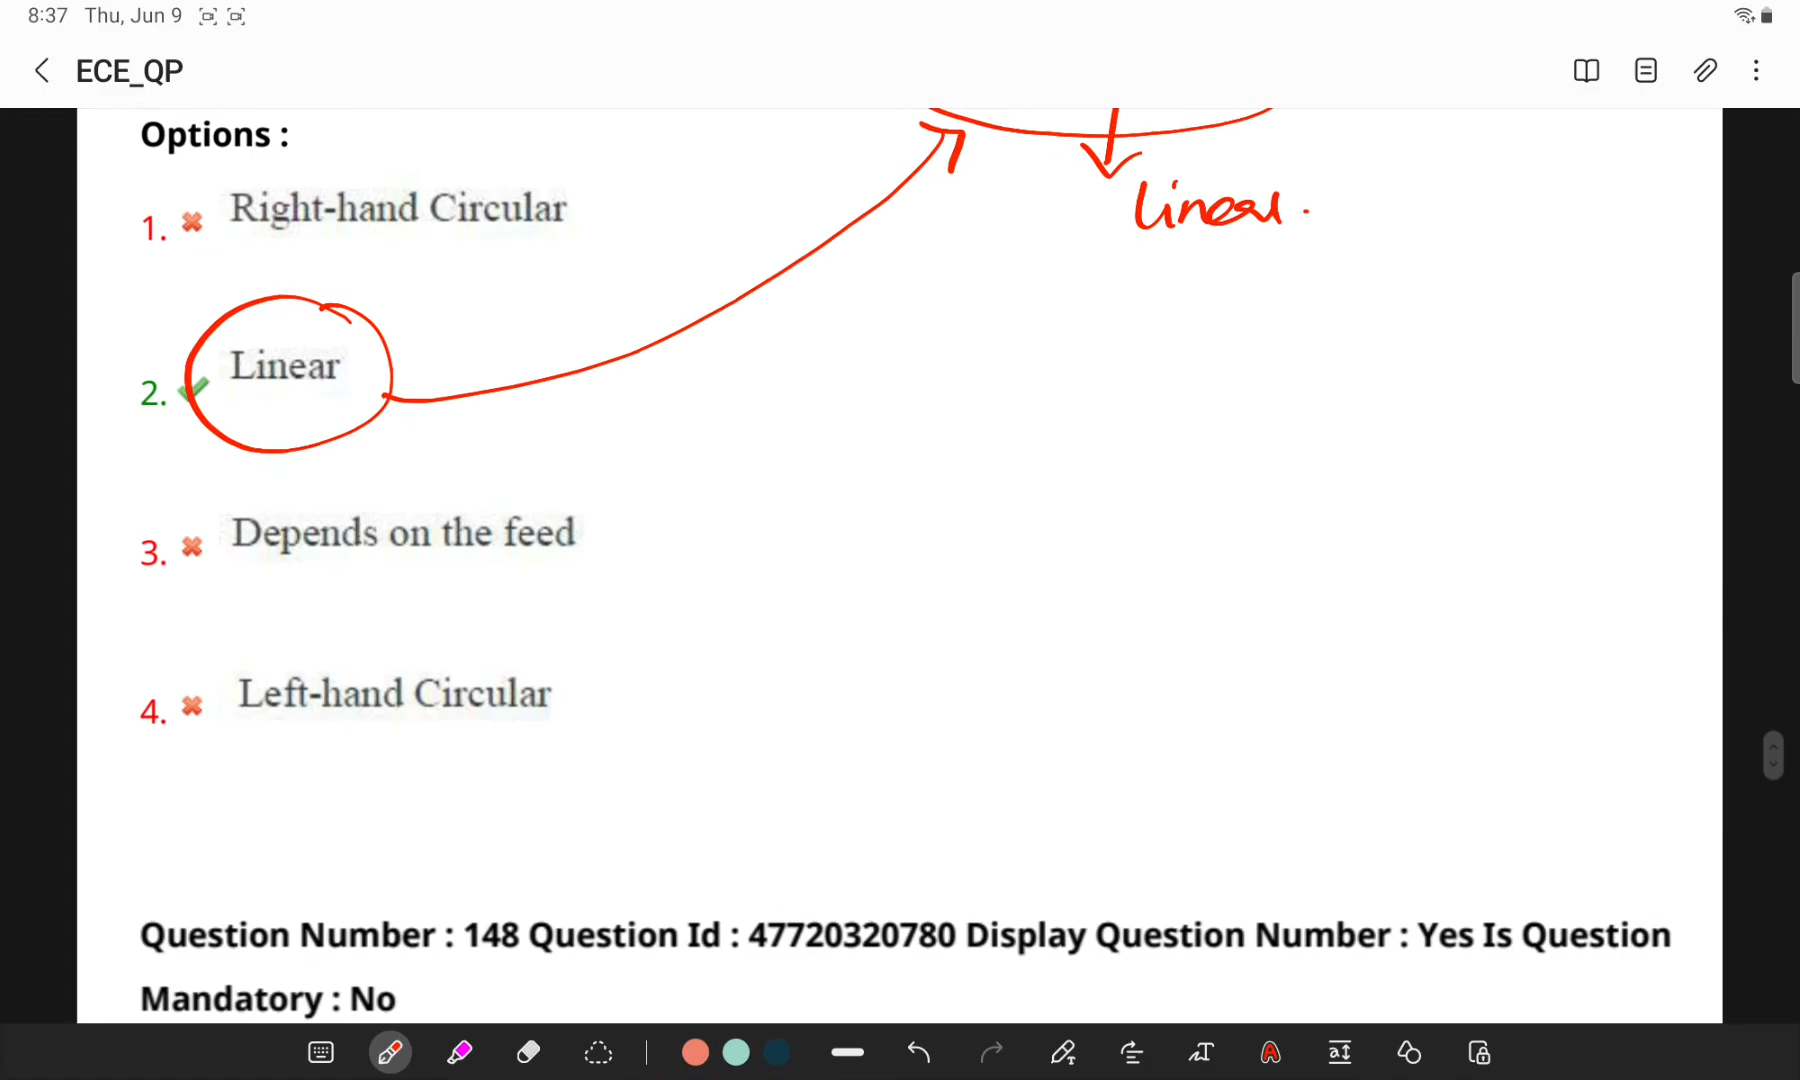 8:37 Thu, Jun 9
ECE_QP
Options :
1. Right-hand Circular
linear.
2. Linear
3. Depends on the feed
4. Left-hand Circular
Question Number : 148 Question Id : 47720320780 Display Question Number : Yes Is Question
Mandatory : No